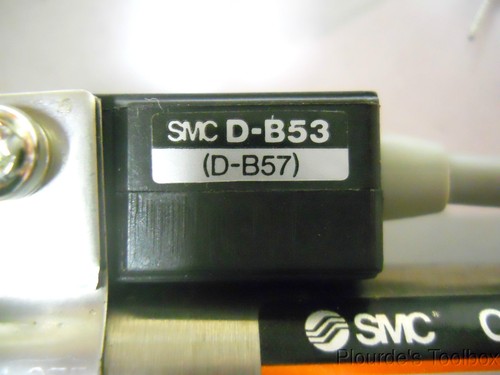 SMC D-B53
(D-B57)
SMC C
Plourde's Toolbox